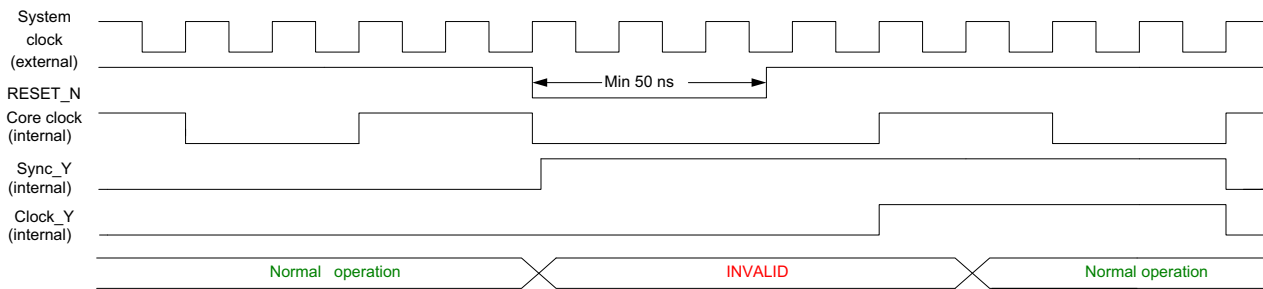 System
clock
(external)
Min 50 ns
RESET_N
Core clock
(internal)
Sync_Y
(internal)
Clock_Y
(internal)
Normal operation
INVALID
Normal operation